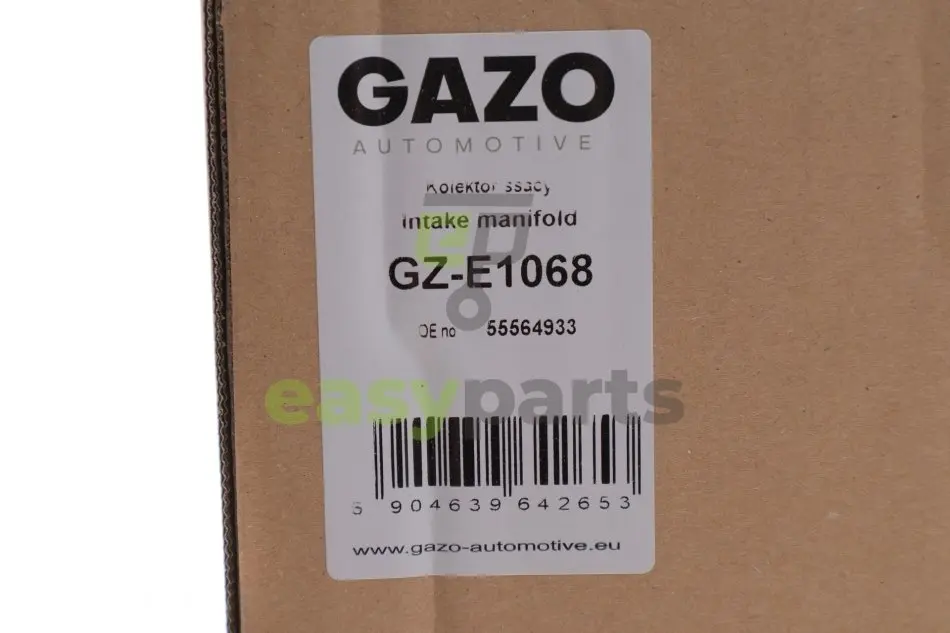 GAZO
AUTOMOTIVE
Kolektor ssący
Intake manifold
GZ-E1068
OE no 55564933
easyparts
5 904639 642653
www.gazo-automotive.eu